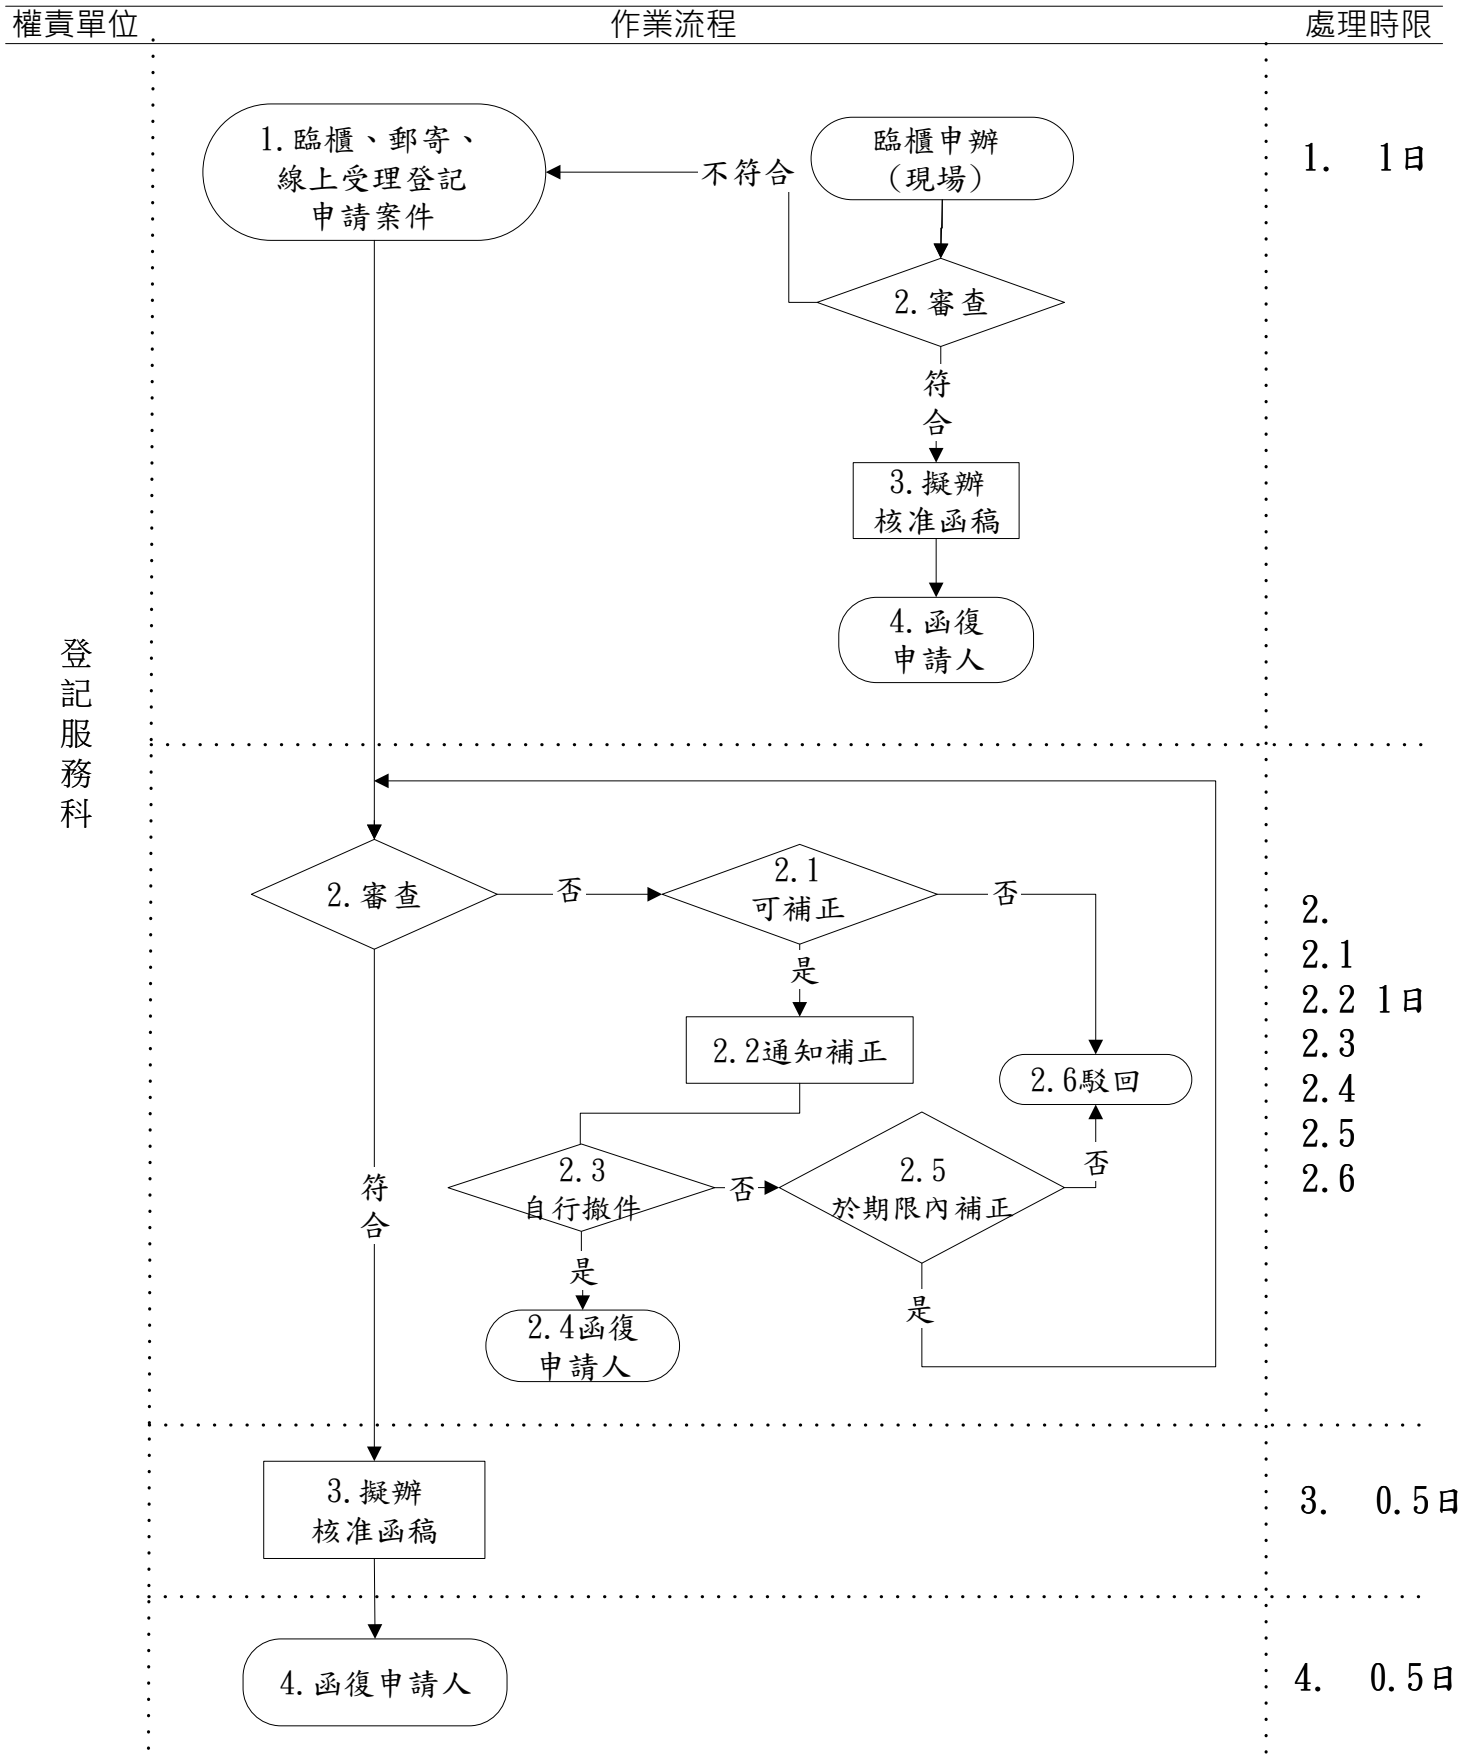 權責單位
作業流程
處理時限
登記服務科
1.臨櫃、郵寄、
線上受理登記
申請案件
不符合
臨櫃申辦
(現場)
1. 1日
2.審查
符合
3.擬辦
核准函稿
4.函復
申請人
2.審查
否
2.1
可補正
否
是
2.2通知補正
2.6駁回
2.3
自行撤件
否
2.5
於期限內補正
否
符合
是
是
2.4函復
申請人
2.
2.1
2.2 1日
2.3
2.4
2.5
2.6
3.擬辦
核准函稿
3. 0.5日
4.函復申請人
4. 0.5日